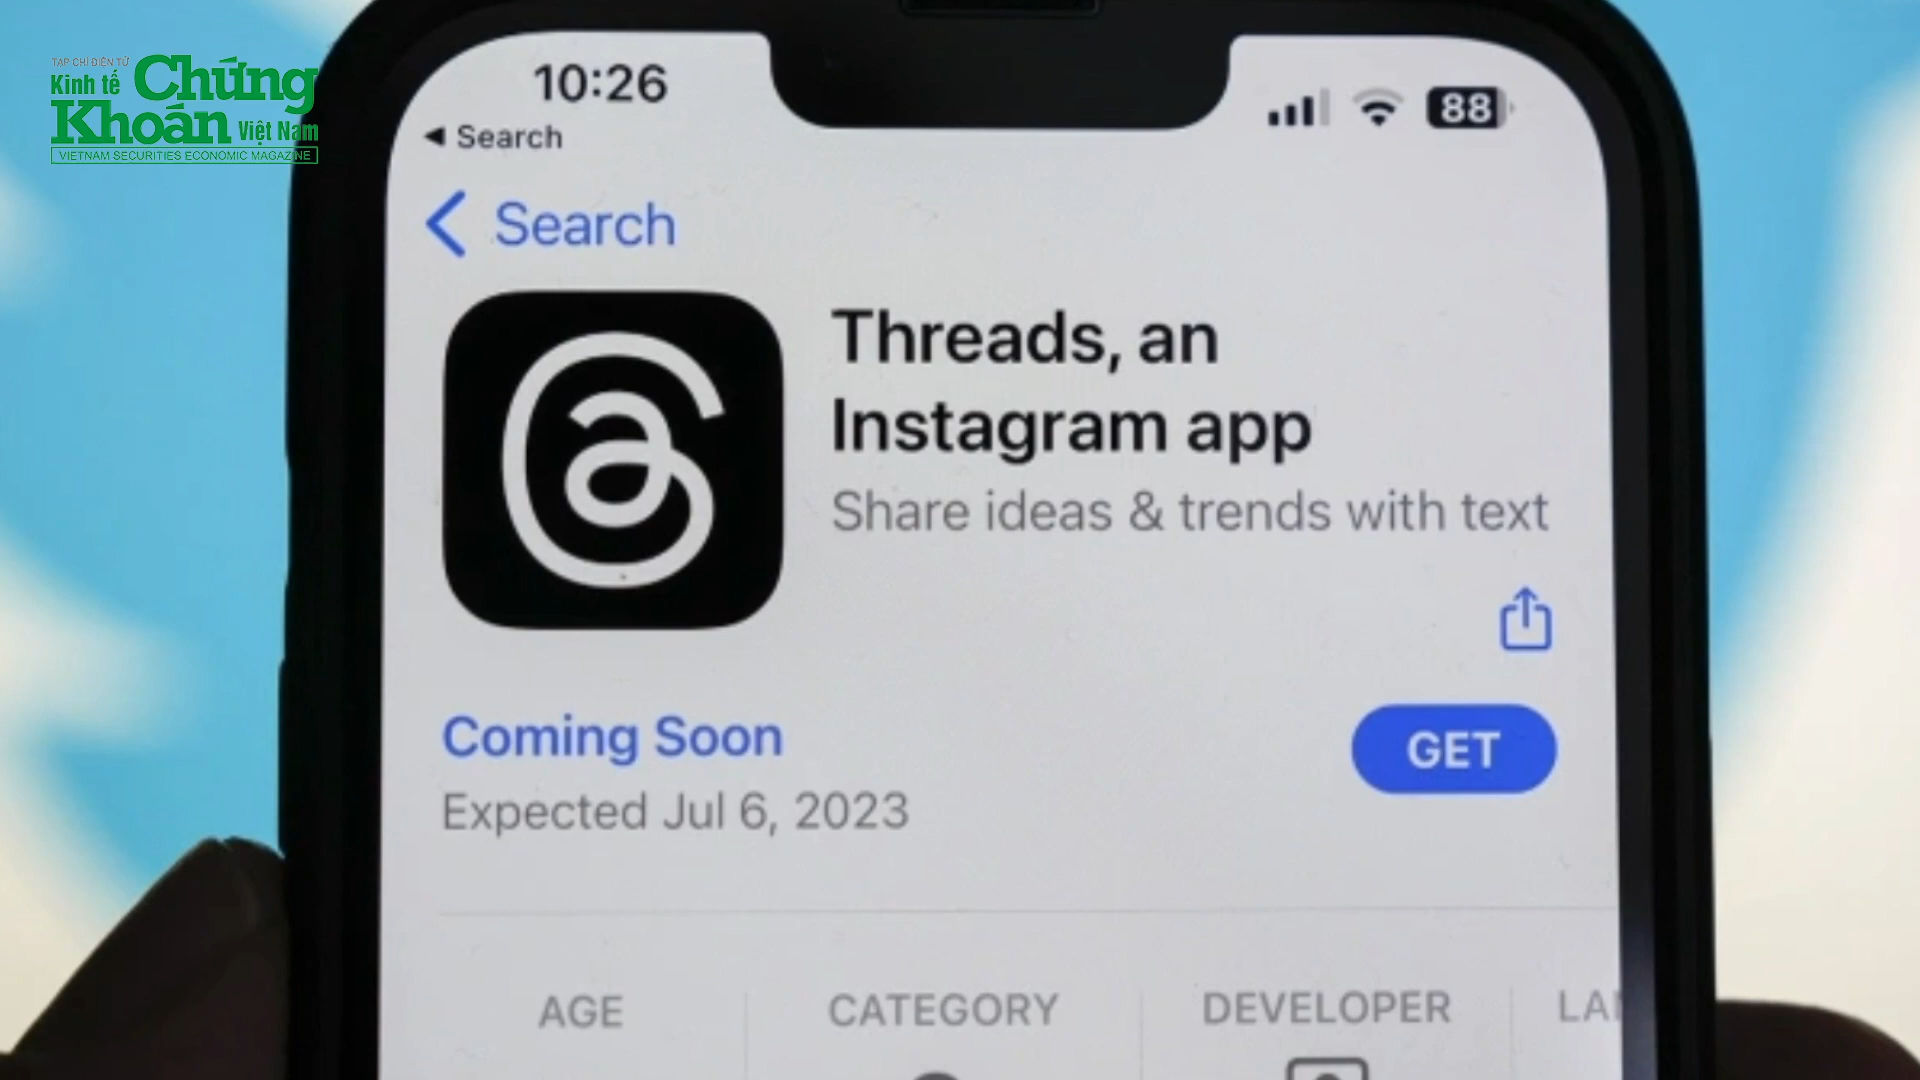 TẠP CHÍ ĐIỆN TỬ
Kinh tế Chứng
Khoán Việt Nam
VIETNAM SECURITIES ECONOMIC MAGAZINE
10:26
88
◀ Search
Search
Threads, an
Instagram app
Share ideas & trends with text
Coming Soon
GET
Expected Jul 6, 2023
AGE
CATEGORY
DEVELOPER